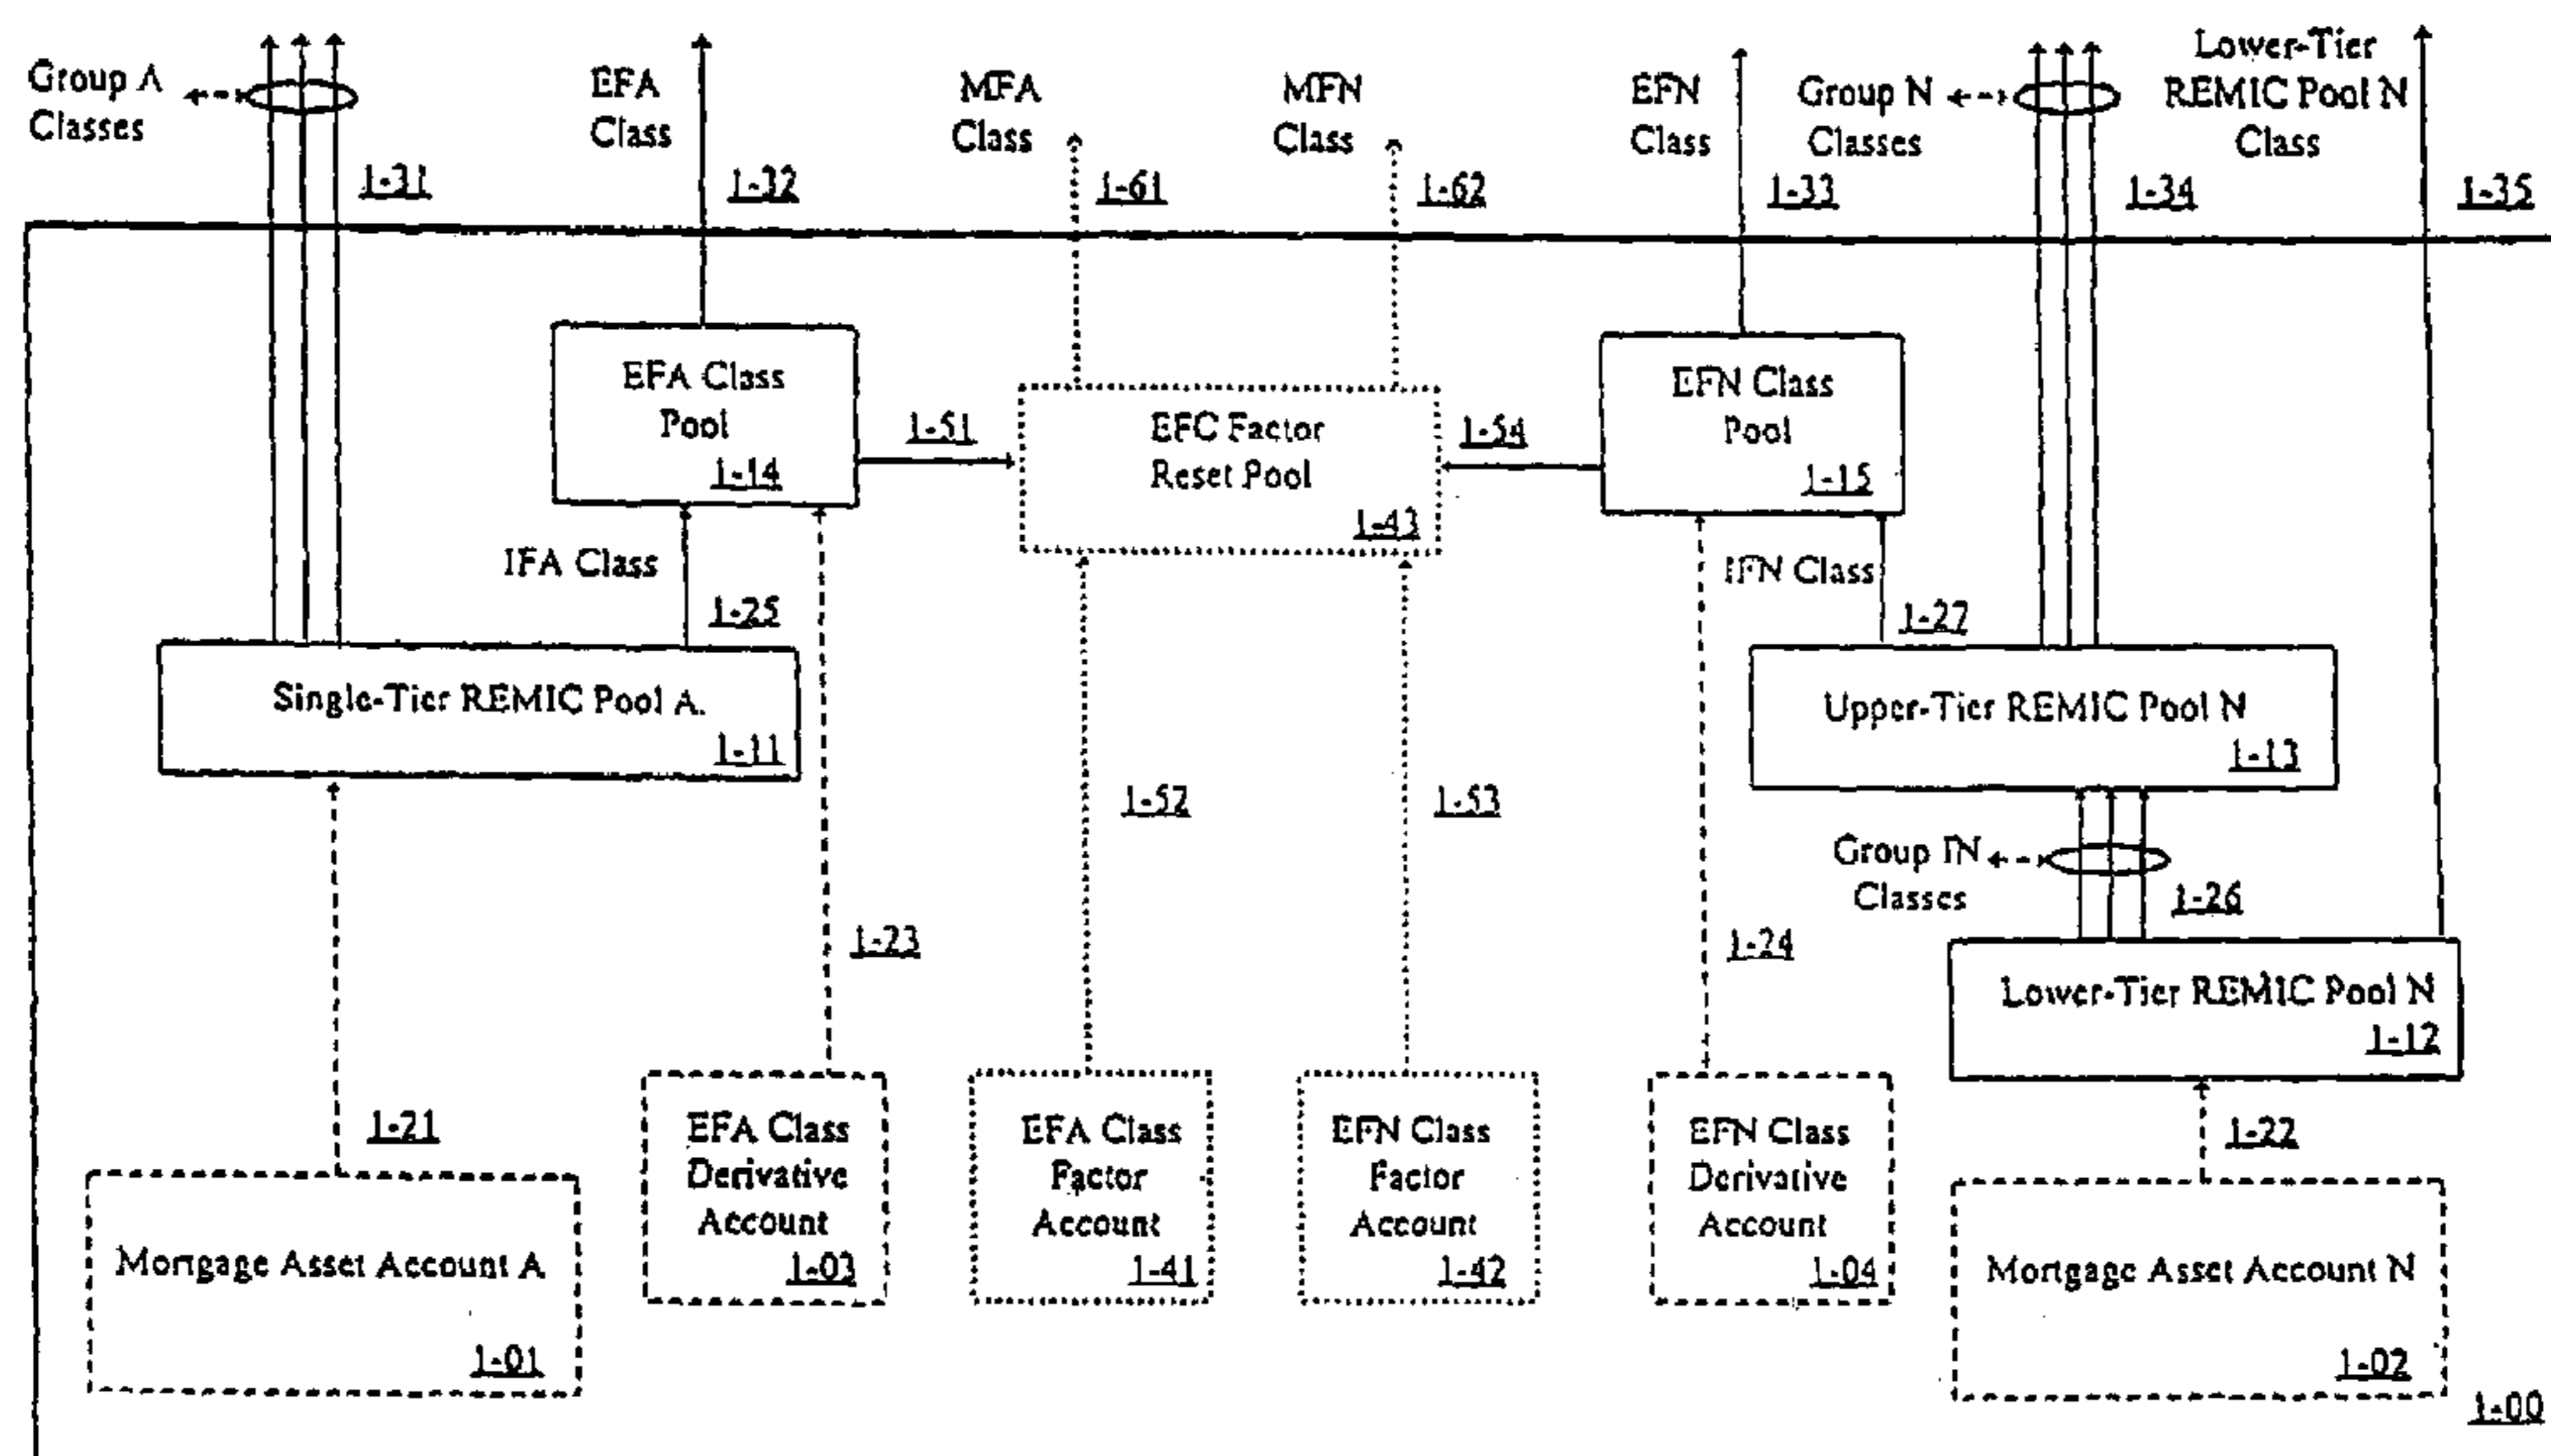 Group A
Classes
1-31
EFA
Class
1-32
MFA
Class
1-61
MFN
Class
1-62
EFN
Class
1-33
Group N
Classes
1-34
Lower-Tier
REMIC Pool N
Class
1-35
EFA Class
Pool
1-14
1-51
EFC Factor
Reset Pool
1-43
1-54
EFN Class
Pool
1-15
IFA Class
1-25
IFN Class
1-27
Single-Tier REMIC Pool A.
1-11
Upper-Tier REMIC Pool N
1-13
1-52
1-53
Group IN
Classes
1-26
1-23
1-24
Lower-Tier REMIC Pool N
1-12
1-21
1-22
Mortgage Asset Account A
1-01
EFA Class
Derivative
Account
1-03
EFA Class
Factor
Account
1-41
EFN Class
Factor
Account
1-42
EFN Class
Derivative
Account
1-04
Mortgage Asset Account N
1-02
1-00